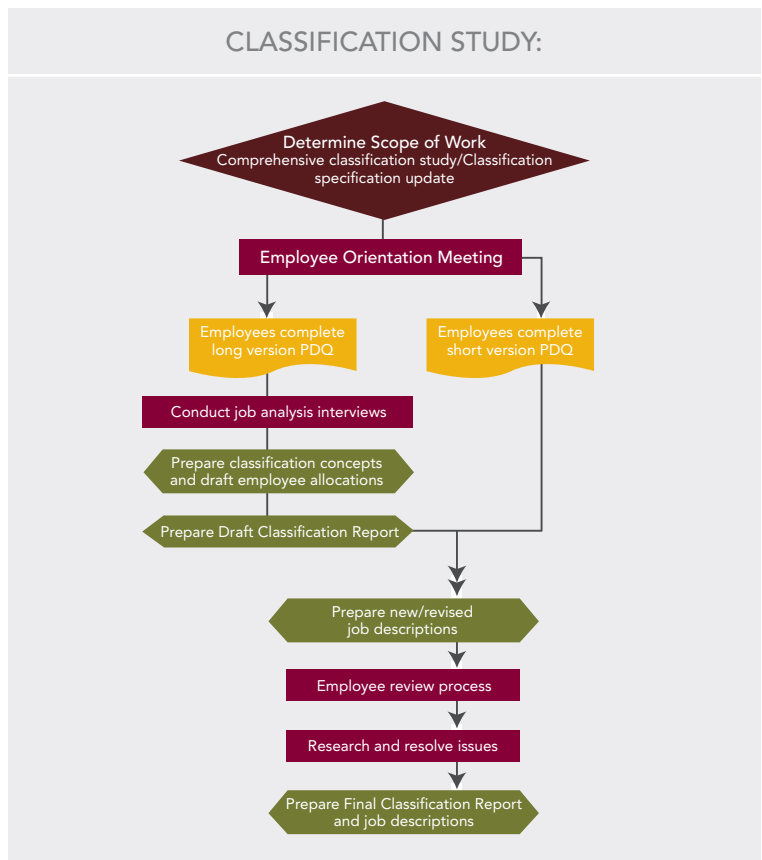 CLASSIFICATION STUDY:
Determine Scope of Work
Comprehensive classification study/Classification
specification update
Employee Orientation Meeting
Employees complete
long version PDQ
Employees complete
short version PDQ
Conduct job analysis interviews
Prepare classification concepts
and draft employee allocations
Prepare Draft Classification Report
Prepare new/revised
job descriptions
Employee review process
Research and resolve issues
Prepare Final Classification Report
and job descriptions